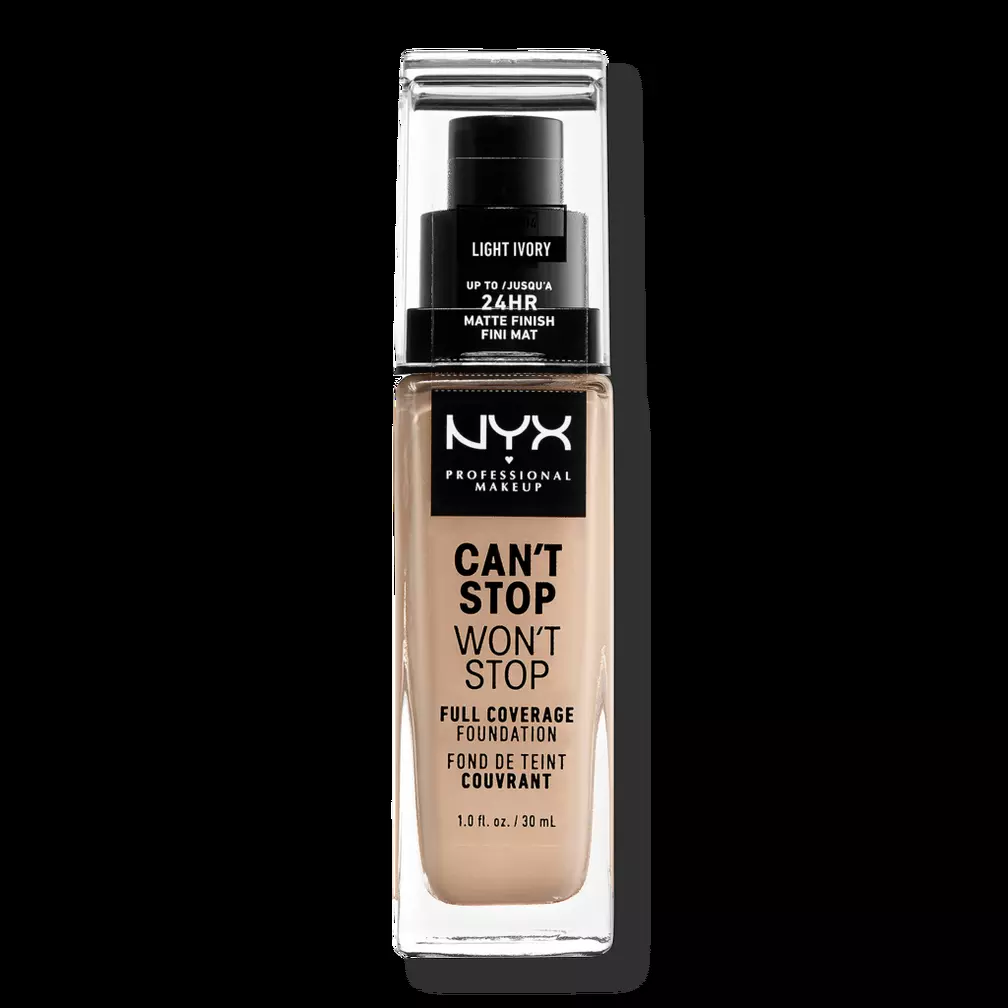 LIGHT IVORY
UP TO /JUSQU'A
24HR
MATTE FINISH
FINI MAT
NYX
PROFESSIONAL
MAKEUP
CAN'T
STOP
WON'T
STOP
FULL COVERAGE
FOUNDATION
FOND DE TEINT
COUVRANT
1.0 fl. oz. / 30 mL